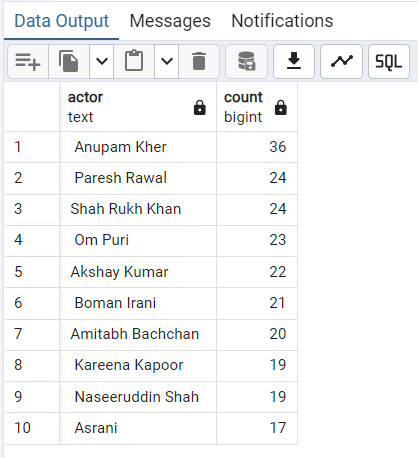 Data Output Messages Notifications
SQL
actor count
text bigint
1 Anupam Kher 36
2 Paresh Rawal 24
3 Shah Rukh Khan 24
4 Om Puri 23
5 Akshay Kumar 22
6 Boman Irani 21
7 Amitabh Bachchan 20
8 Kareena Kapoor 19
9 Naseeruddin Shah 19
10 Asrani 17